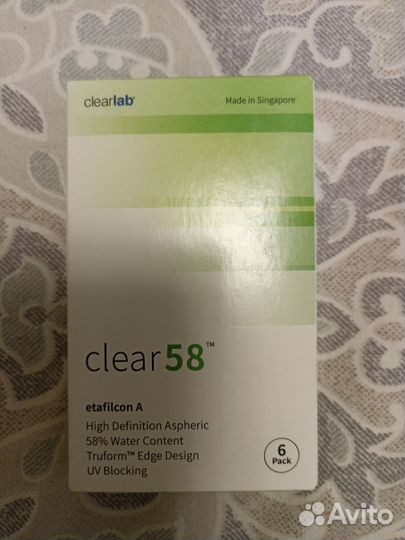 clearlab®
Made in Singapore
clear58™
etafilcon A
High Definition Aspheric
58% Water Content
Truform™ Edge Design
UV Blocking
6
Pack
Avito